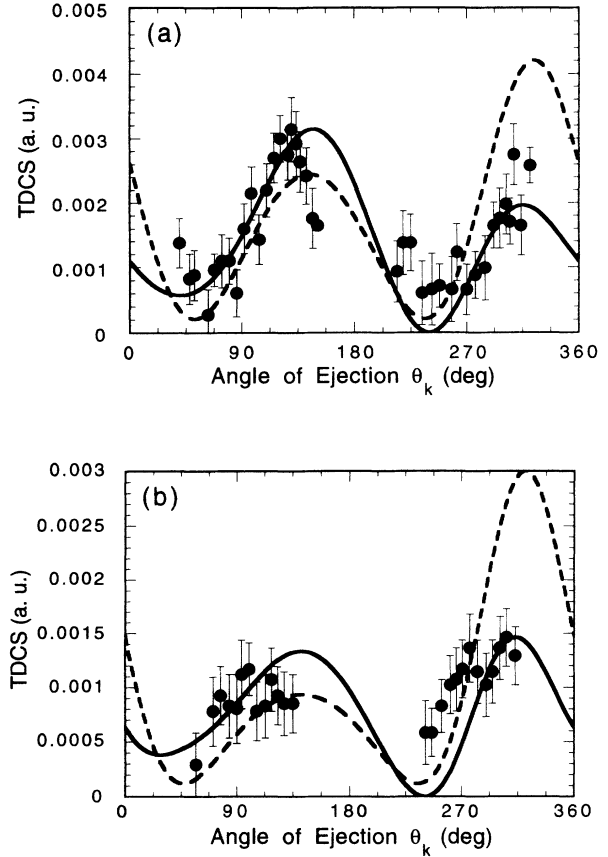 0.005
(a)
0.004
0.003
0.002
0.001
0
TDCS (a. u.)
0 90 180 270 360
Angle of Ejection θk (deg)
0.003
(b)
0.0025
0.002
0.0015
0.001
0.0005
0
TDCS (a. u.)
0 90 180 270 360
Angle of Ejection θk (deg)